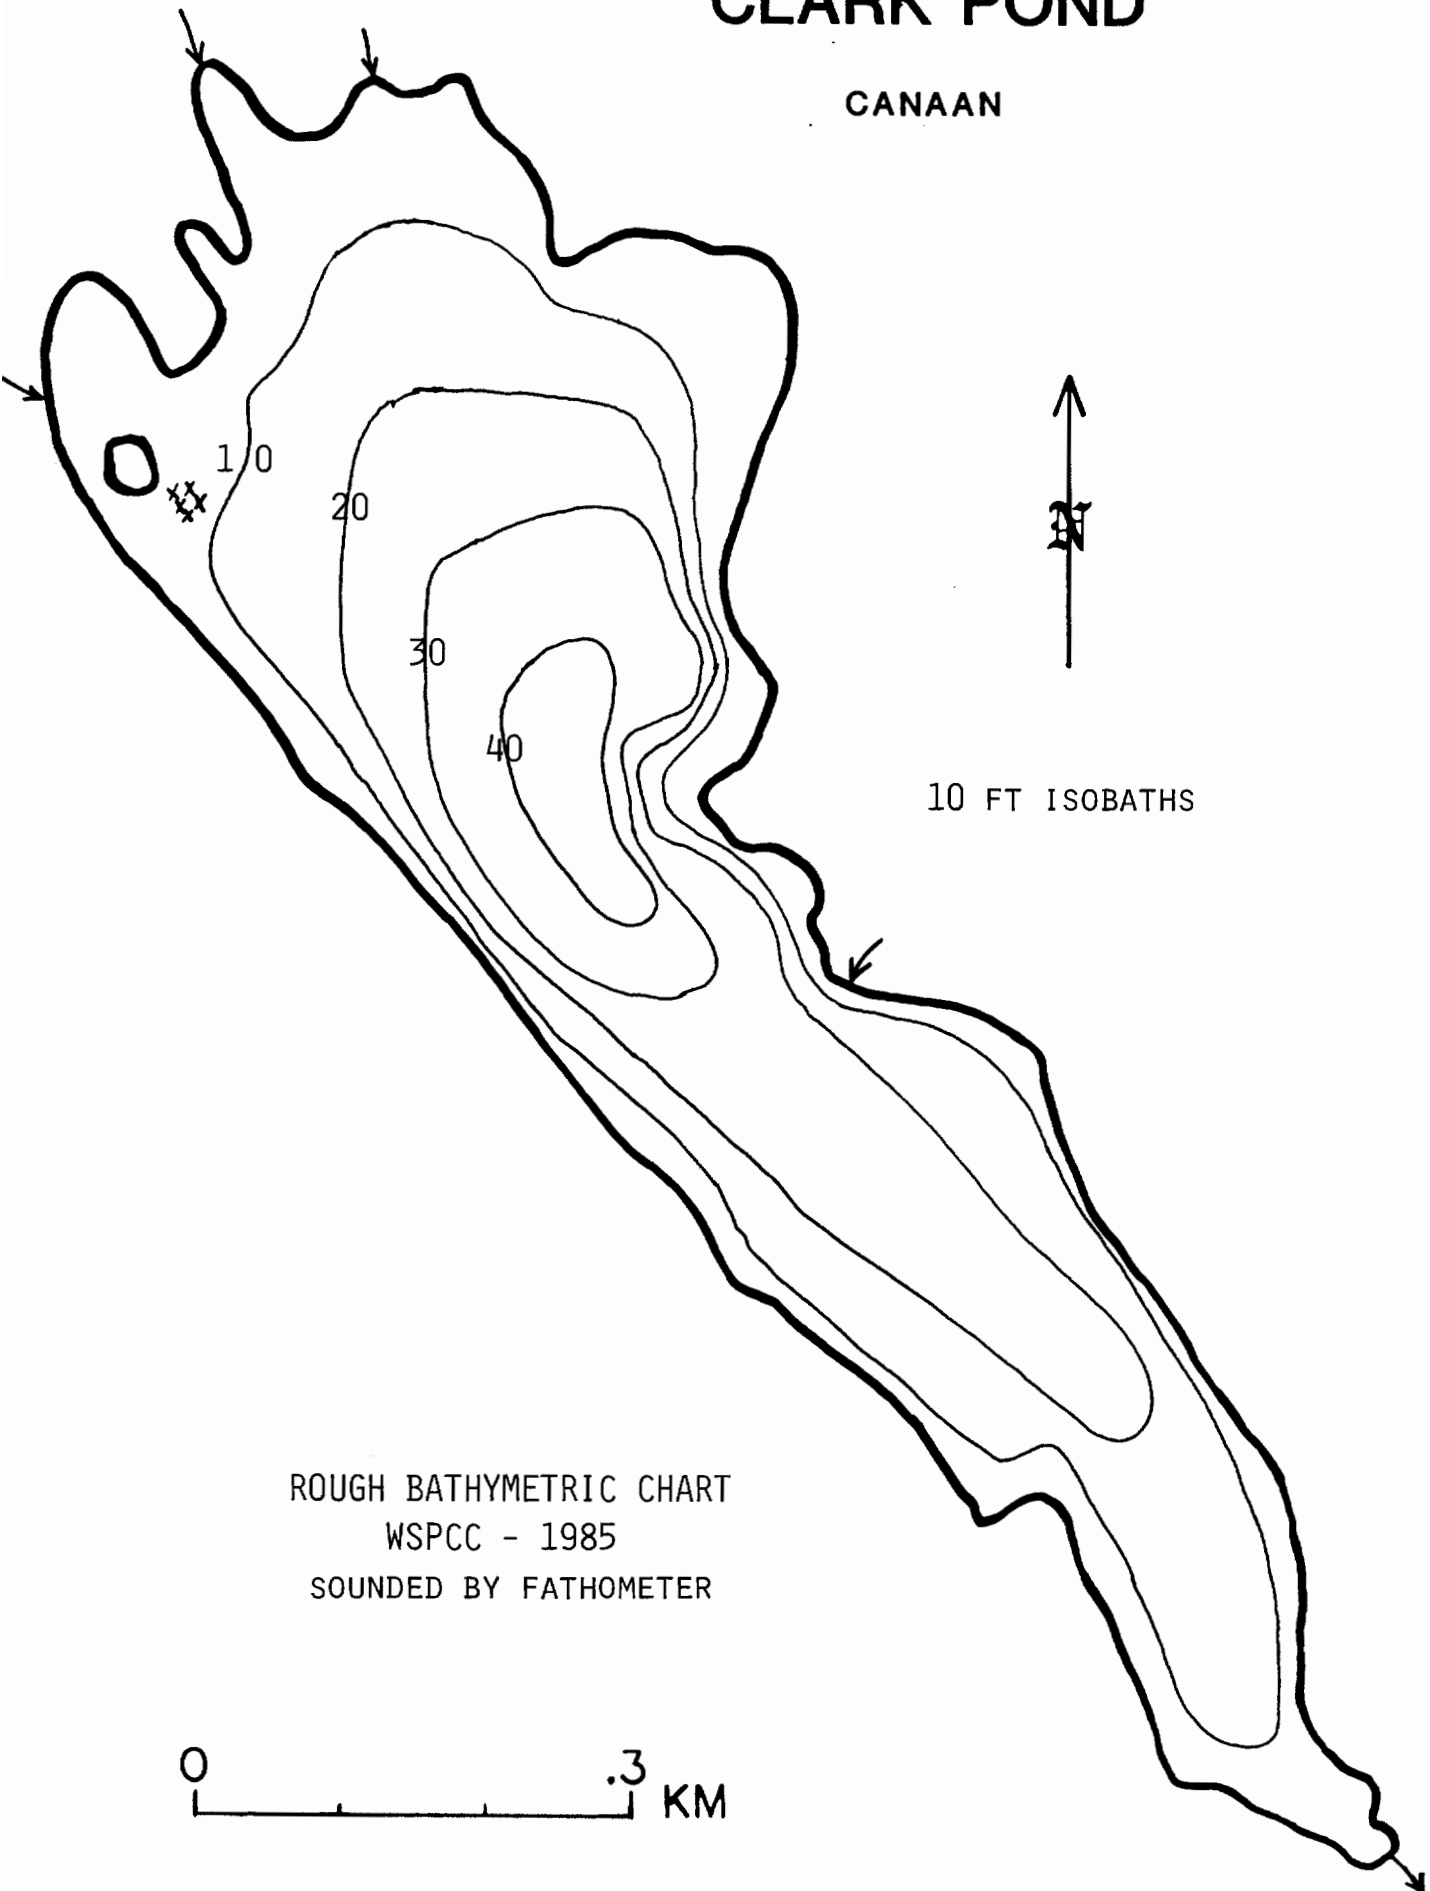 CLARK POND
CANAAN
10
20
N
30
40
10 FT ISOBATHS
ROUGH BATHYMETRIC CHART
WSPCC - 1985
SOUNDED BY FATHOMETER
0 .3 KM